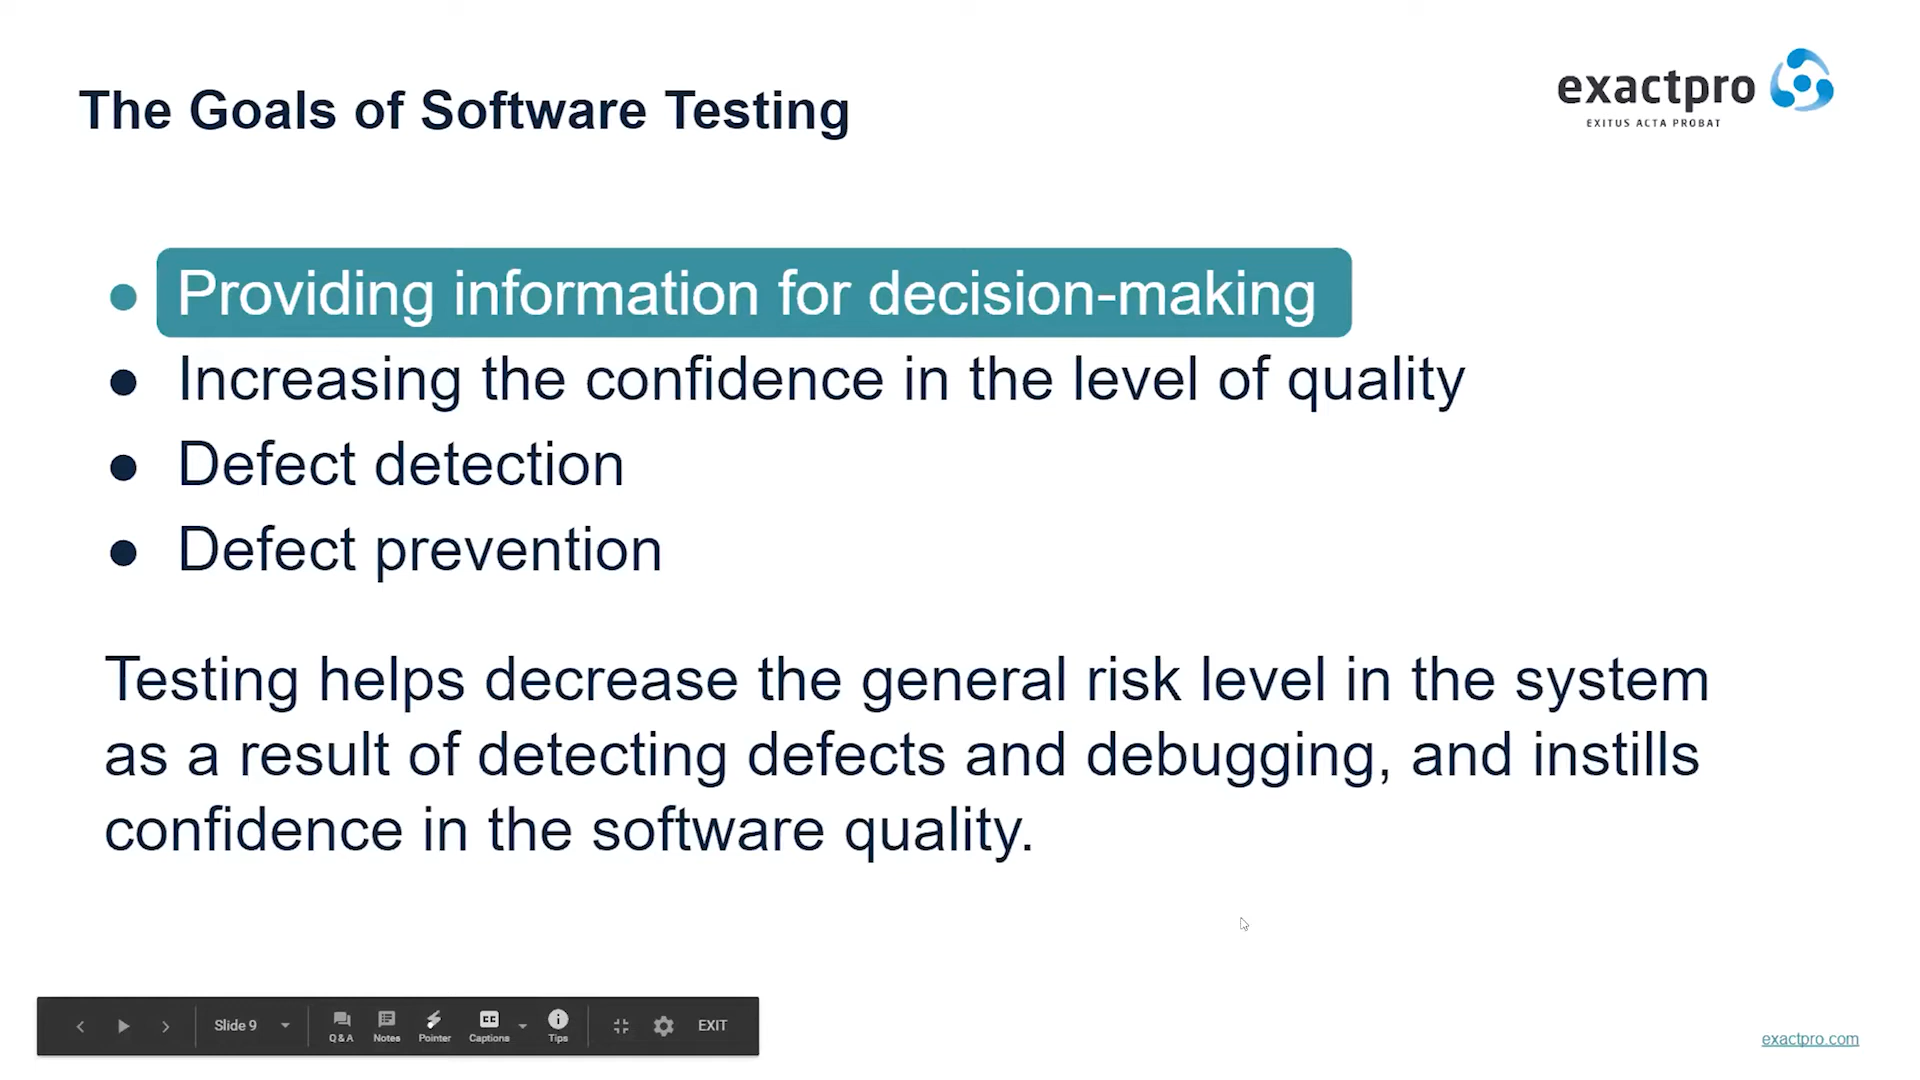 The Goals of Software Testing
exactpro
EXITUS ACTA PROBAT
● Providing information for decision-making
● Increasing the confidence in the level of quality
● Defect detection
● Defect prevention
Testing helps decrease the general risk level in the system
as a result of detecting defects and debugging, and instills
confidence in the software quality.
Slide 9
Q&A
Notes
Pointer
CC
Captions
Tips
EXIT
exactpro.com